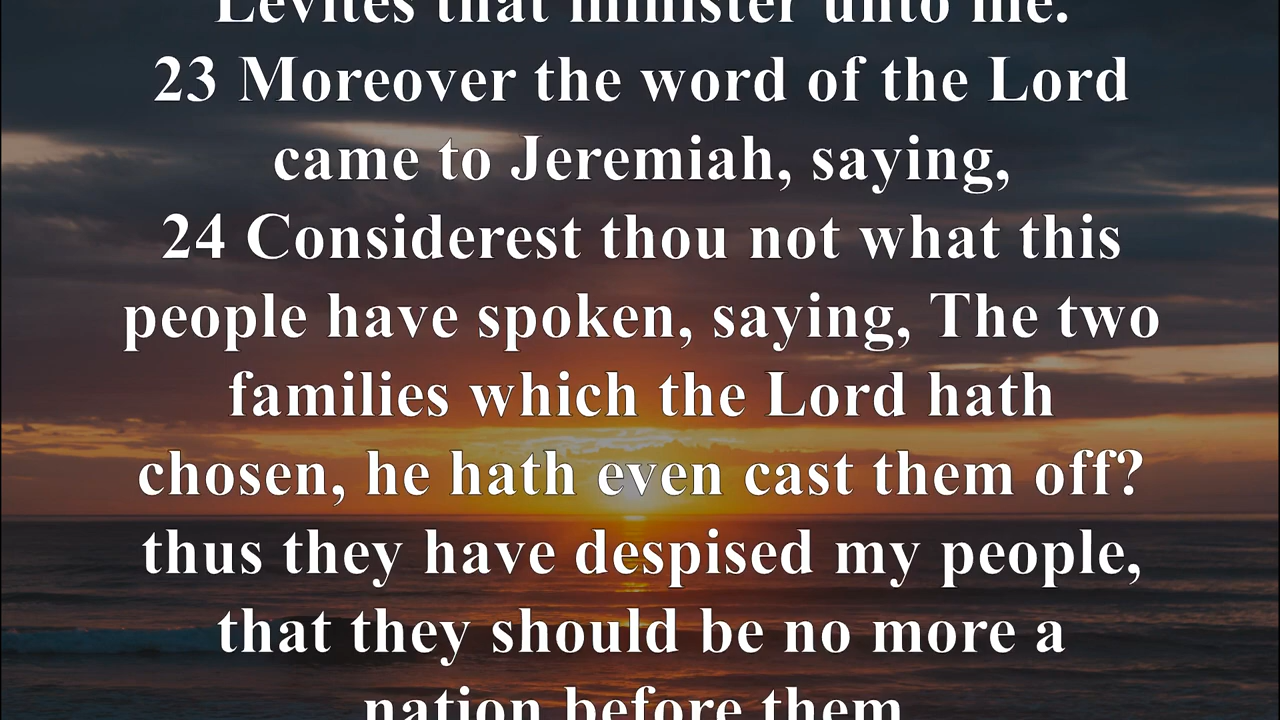 Levites that minister unto me.
23 Moreover the word of the Lord
came to Jeremiah, saying,
24 Considerest thou not what this
people have spoken, saying, The two
families which the Lord hath
chosen, he hath even cast them off?
thus they have despised my people,
that they should be no more a
nation before them